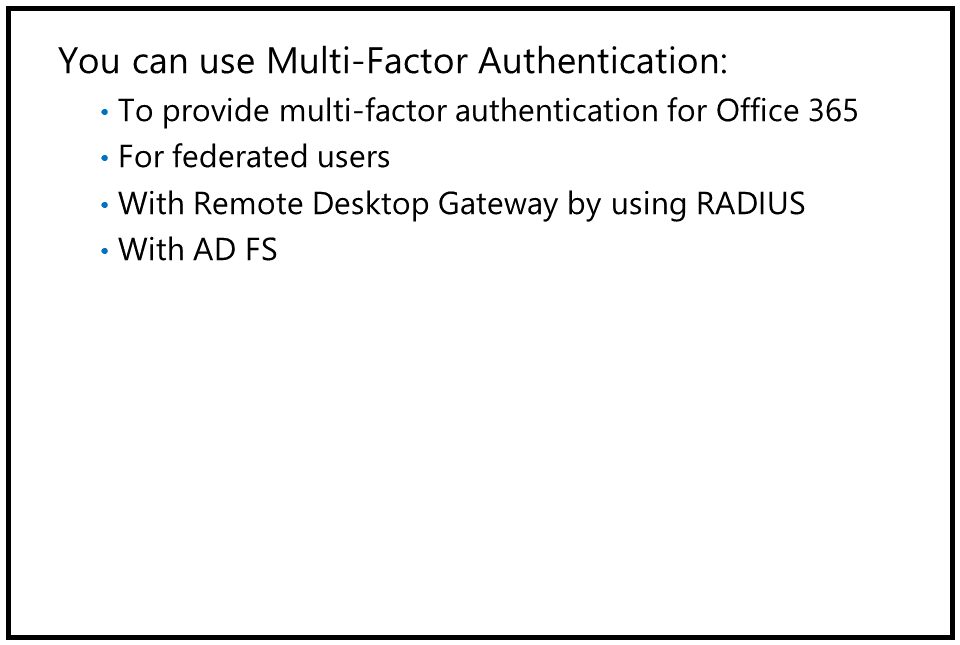 You can use Multi-Factor Authentication:
• To provide multi-factor authentication for Office 365
• For federated users
• With Remote Desktop Gateway by using RADIUS
• With AD FS